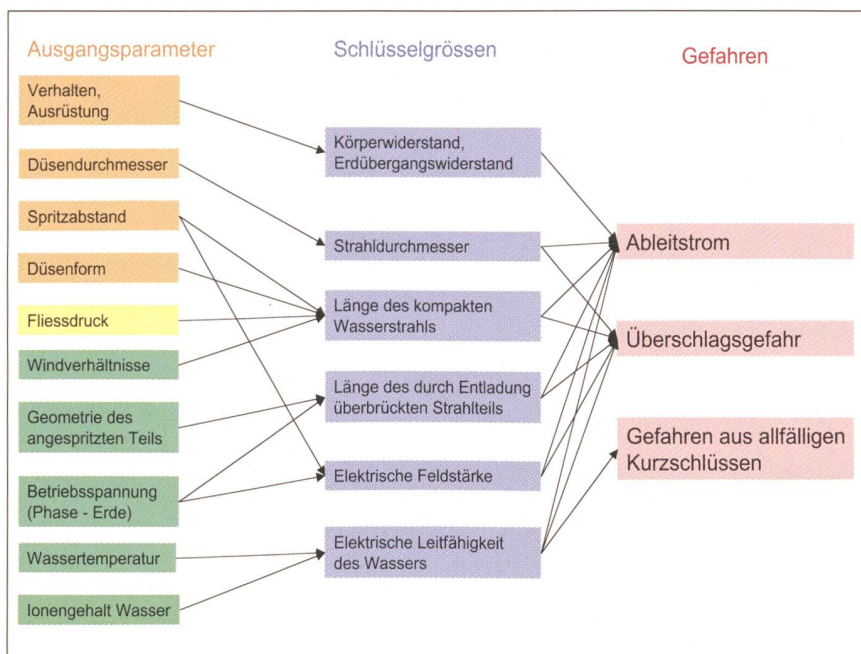 Ausgangsparameter
Schlüsselgrössen
Gefahren
Verhalten,
Ausrüstung
Düsendurchmesser
Spritzabstand
Düsenform
Fliessdruck
Windverhältnisse
Geometrie des
angespritzten Teils
Betriebsspannung
(Phase - Erde)
Wassertemperatur
Ionengehalt Wasser
Körperwiderstand,
Erdübergangswiderstand
Strahldurchmesser
Länge des kompakten
Wasserstrahls
Länge des durch Entladung
überbrückten Strahlteils
Elektrische Feldstärke
Elektrische Leitfähigkeit
des Wassers
Ableitstrom
Überschlagsgefahr
Gefahren aus allfälligen
Kurzschlüssen